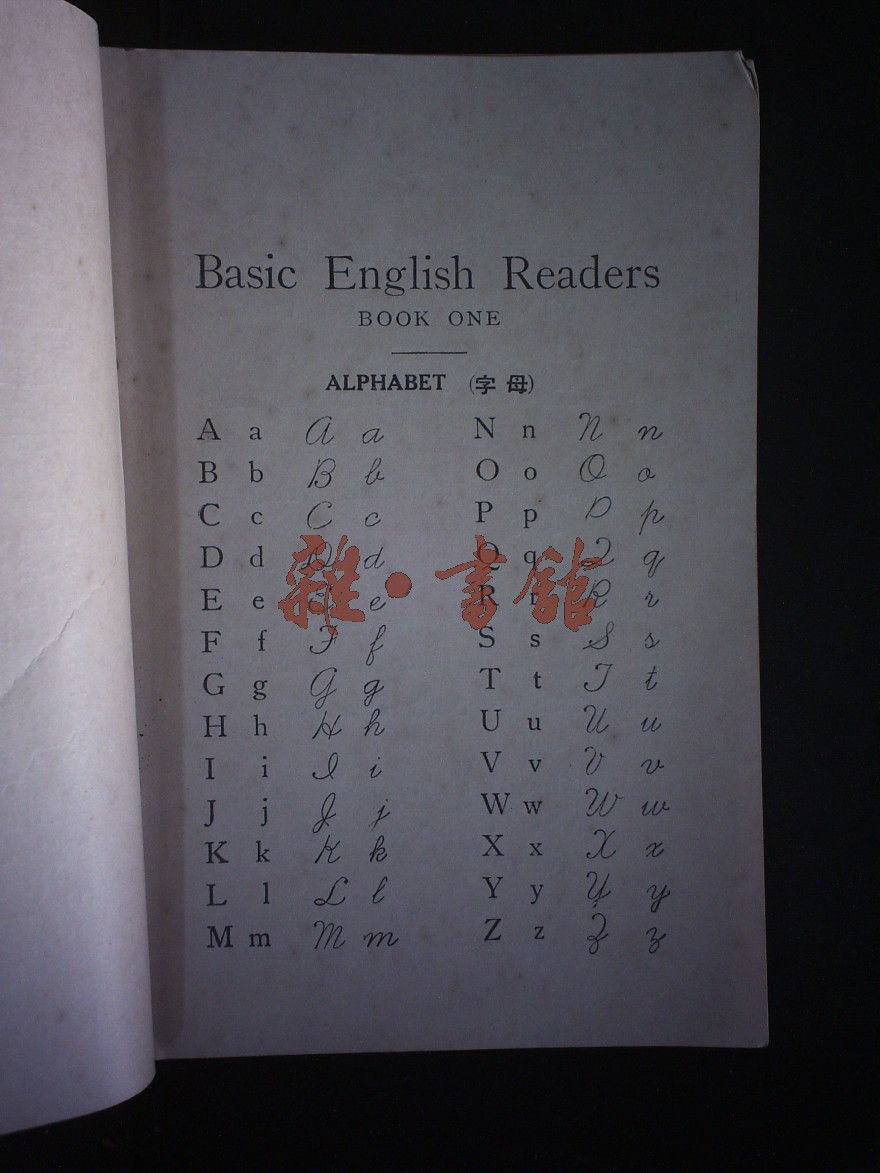 Basic English Readers
BOOK ONE
ALPHABET (字母)
A a A a N n N n
B b B b O o O o
C c C c P p P p
D d D d Q q Q q
E e E e R r R r
F f F f S s S s
G g G g T t T t
H h H h U u U u
I i I i V v V v
J j J j W w W w
K k K k X x X x
L l L l Y y Y y
M m M m Z z Z z
雜·書館